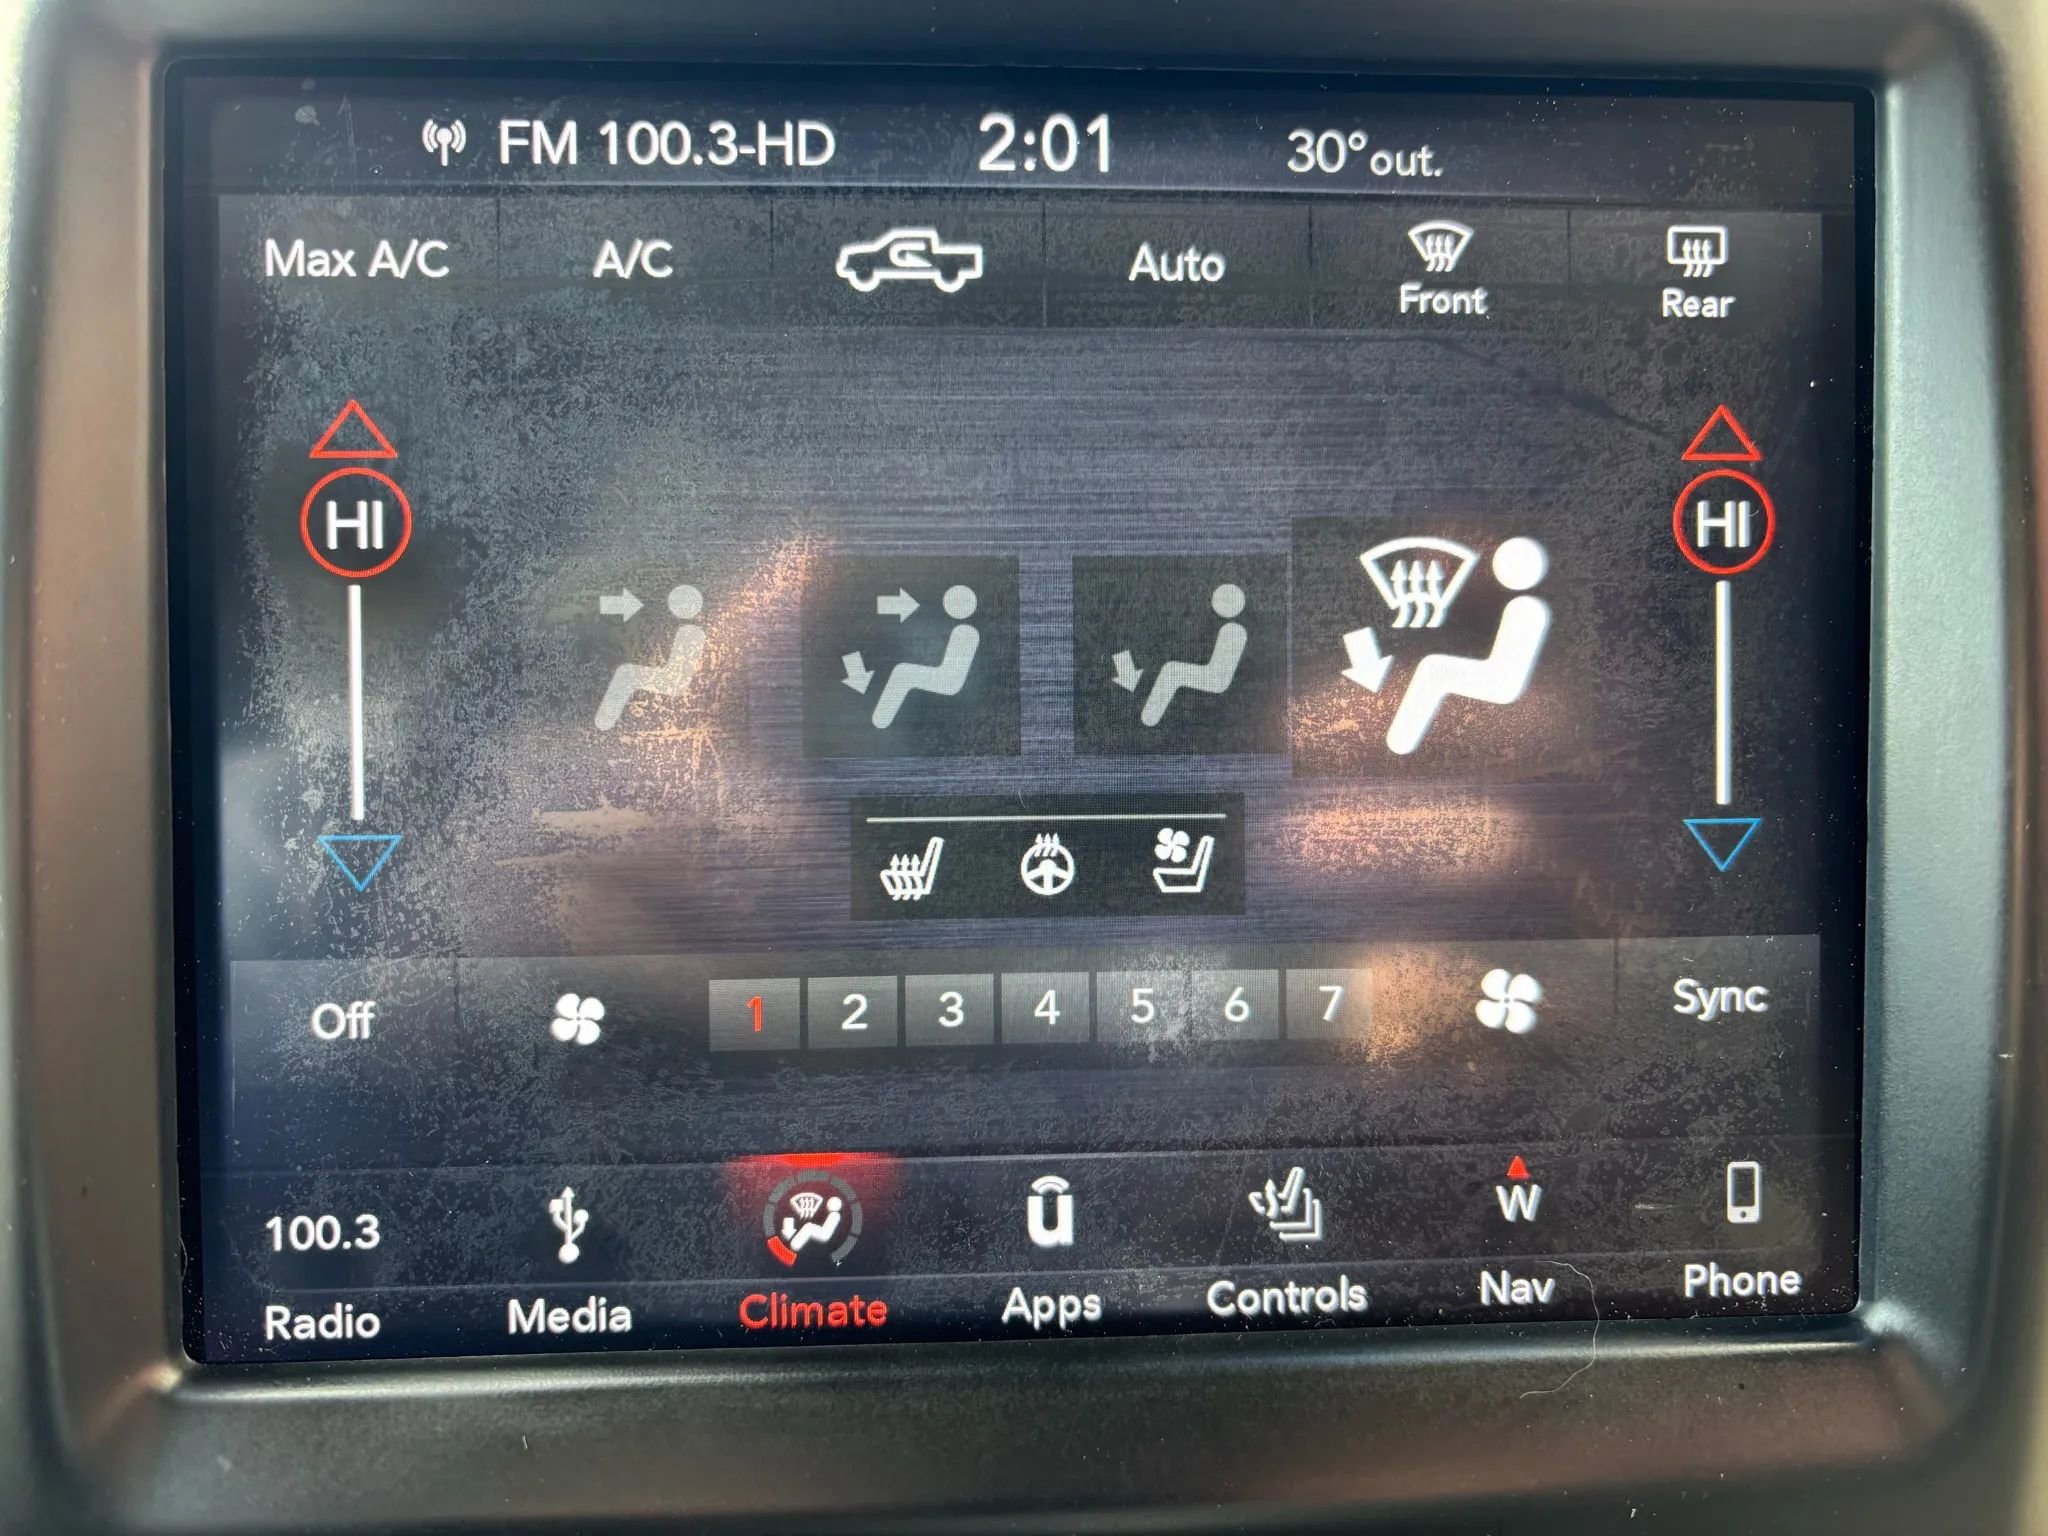 FM 100.3-HD 2:01 30° out.
Max A/C A/C Auto Front Rear
HI HI
Off 1 2 3 4 5 6 7 Sync
100.3 W
Radio Media Climate Apps Controls Nav Phone